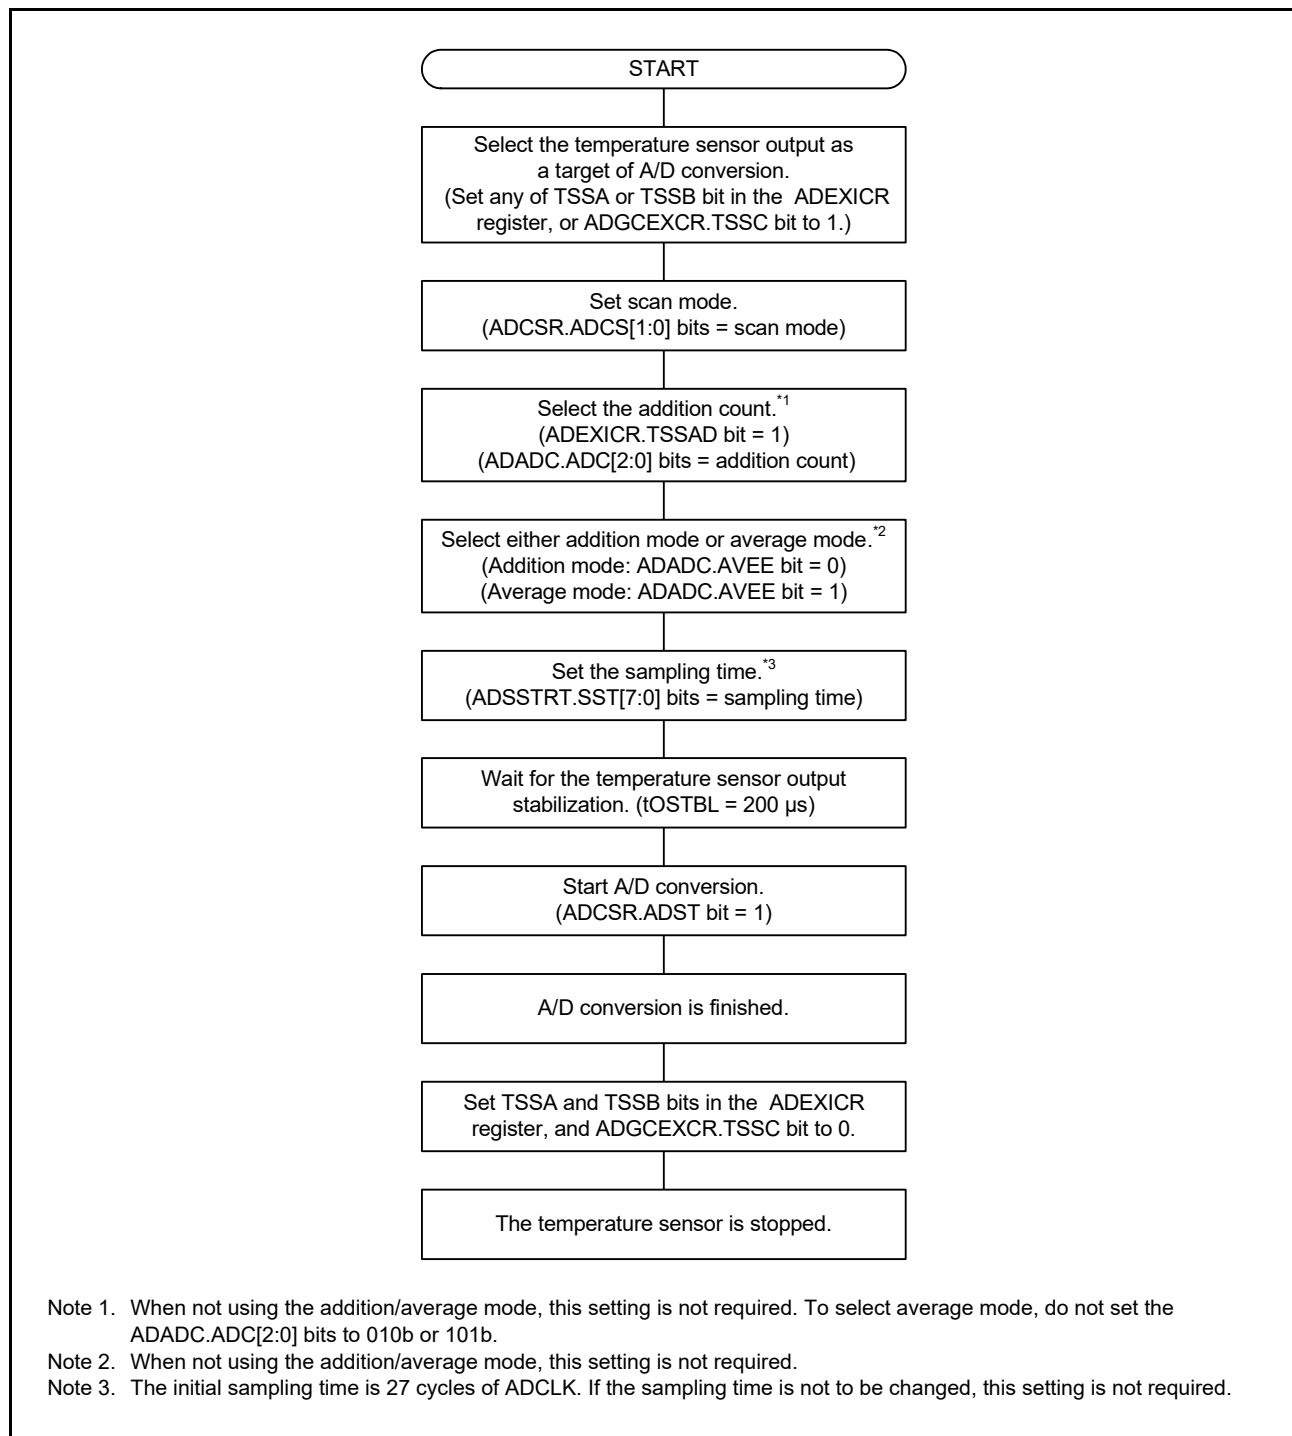 START
Select the temperature sensor output as
a target of A/D conversion.
(Set any of TSSA or TSSB bit in the ADEXICR
register, or ADGCEXCR.TSSC bit to 1.)
Set scan mode.
(ADCSR.ADCS[1:0] bits = scan mode)
Select the addition count.*1
(ADEXICR.TSSAD bit = 1)
(ADADC.ADC[2:0] bits = addition count)
Select either addition mode or average mode.*2
(Addition mode: ADADC.AVEE bit = 0)
(Average mode: ADADC.AVEE bit = 1)
Set the sampling time.*3
(ADSSTRT.SST[7:0] bits = sampling time)
Wait for the temperature sensor output
stabilization. (tOSTBL = 200 µs)
Start A/D conversion.
(ADCSR.ADST bit = 1)
A/D conversion is finished.
Set TSSA and TSSB bits in the ADEXICR
register, and ADGCEXCR.TSSC bit to 0.
The temperature sensor is stopped.
Note 1. When not using the addition/average mode, this setting is not required. To select average mode, do not set the
ADADC.ADC[2:0] bits to 010b or 101b.
Note 2. When not using the addition/average mode, this setting is not required.
Note 3. The initial sampling time is 27 cycles of ADCLK. If the sampling time is not to be changed, this setting is not required.